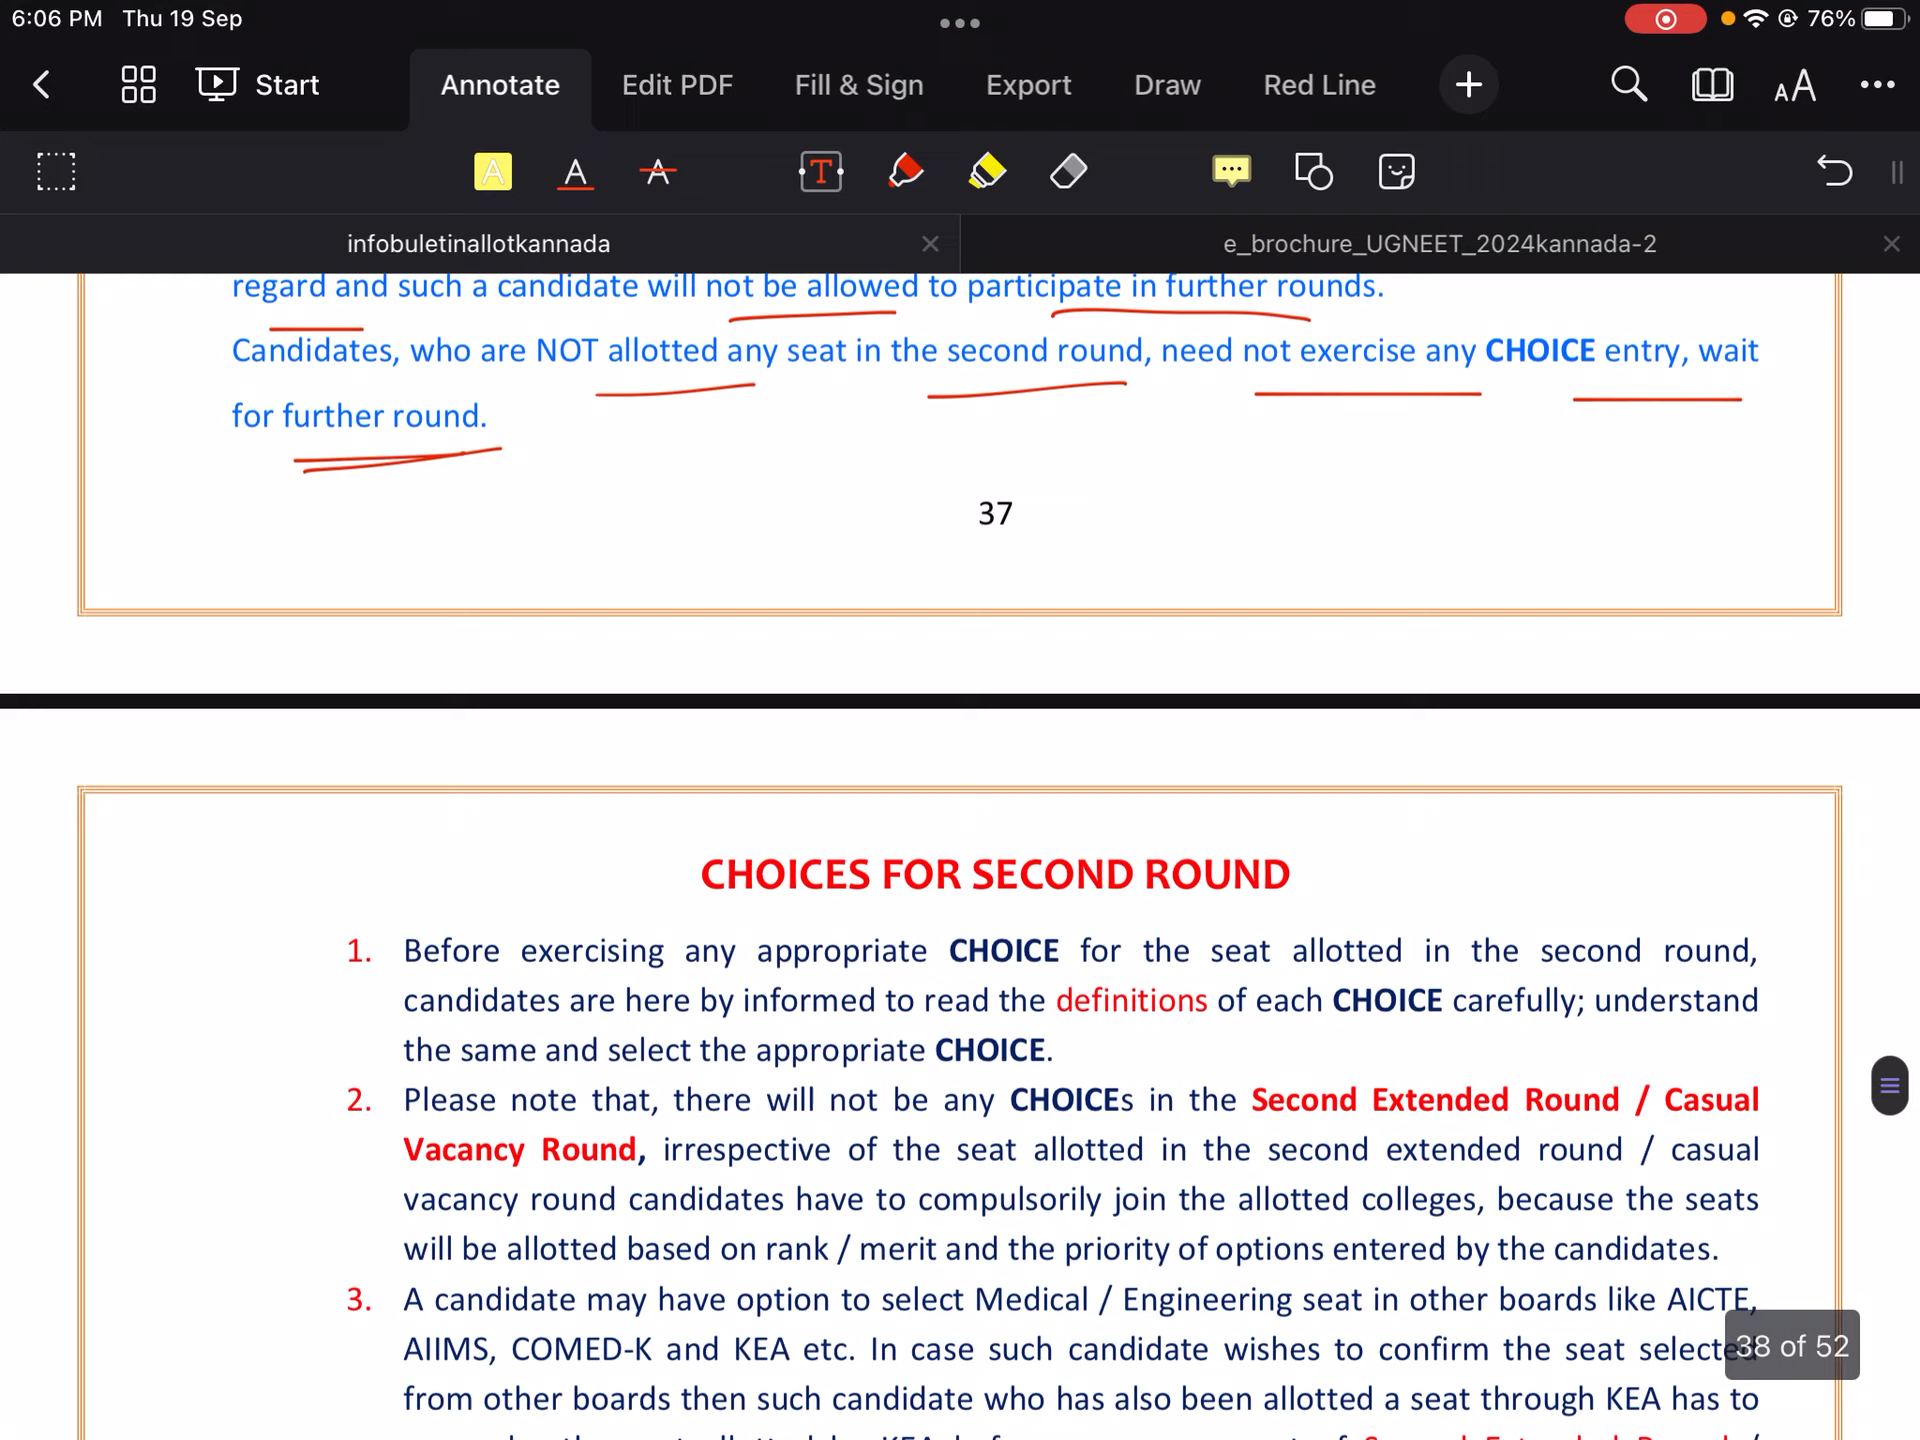 6:06 PM Thu 19 Sep
76%
Start
Annotate
Edit PDF
Fill & Sign
Export
Draw
Red Line
infobuletinallotkannada
e_brochure_UGNEET_2024kannada-2
regard and such a candidate will not be allowed to participate in further rounds.
Candidates, who are NOT allotted any seat in the second round, need not exercise any CHOICE entry, wait
for further round.
37
CHOICES FOR SECOND ROUND
1. Before exercising any appropriate CHOICE for the seat allotted in the second round,
candidates are here by informed to read the definitions of each CHOICE carefully; understand
the same and select the appropriate CHOICE.
2. Please note that, there will not be any CHOICEs in the Second Extended Round / Casual
Vacancy Round, irrespective of the seat allotted in the second extended round / casual
vacancy round candidates have to compulsorily join the allotted colleges, because the seats
will be allotted based on rank / merit and the priority of options entered by the candidates.
3. A candidate may have option to select Medical / Engineering seat in other boards like AICTE,
AIIMS, COMED-K and KEA etc. In case such candidate wishes to confirm the seat selected
38 of 52
from other boards then such candidate who has also been allotted a seat through KEA has to